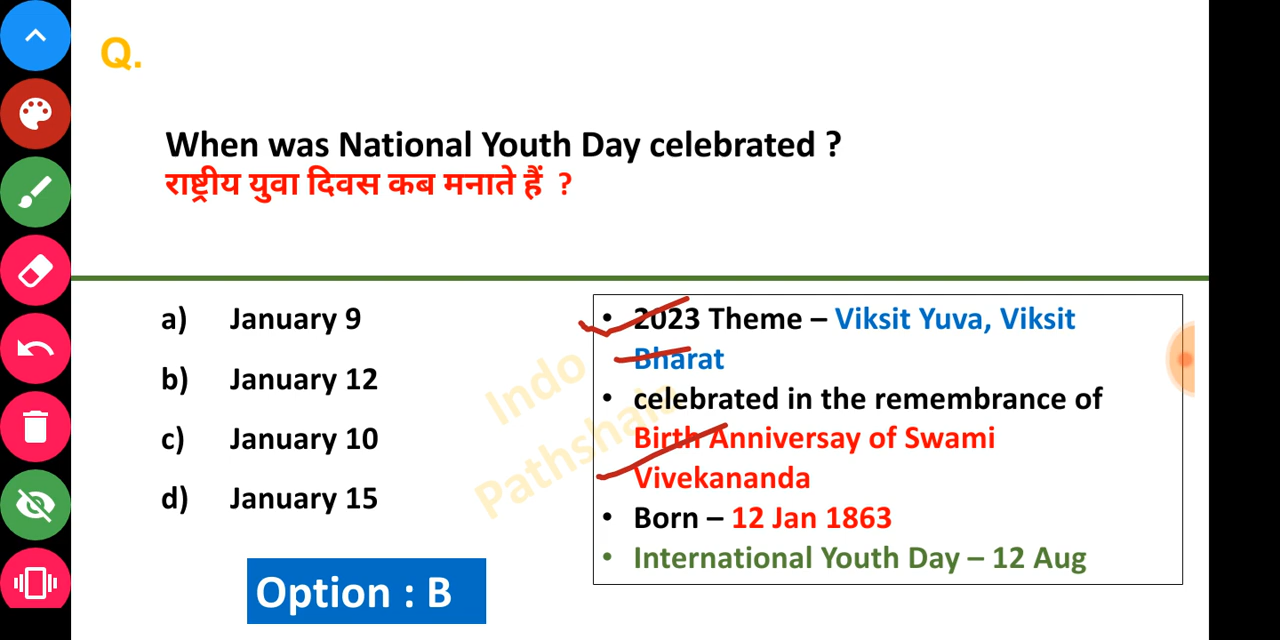 Q.
When was National Youth Day celebrated ?
राष्ट्रीय युवा दिवस कब मनाते हैं ?
a) January 9
b) January 12
c) January 10
d) January 15
Option : B
• 2023 Theme – Viksit Yuva, Viksit
Bharat
• celebrated in the remembrance of
Birth Anniversay of Swami
Vivekananda
• Born – 12 Jan 1863
• International Youth Day – 12 Aug
Indo
Pathshala